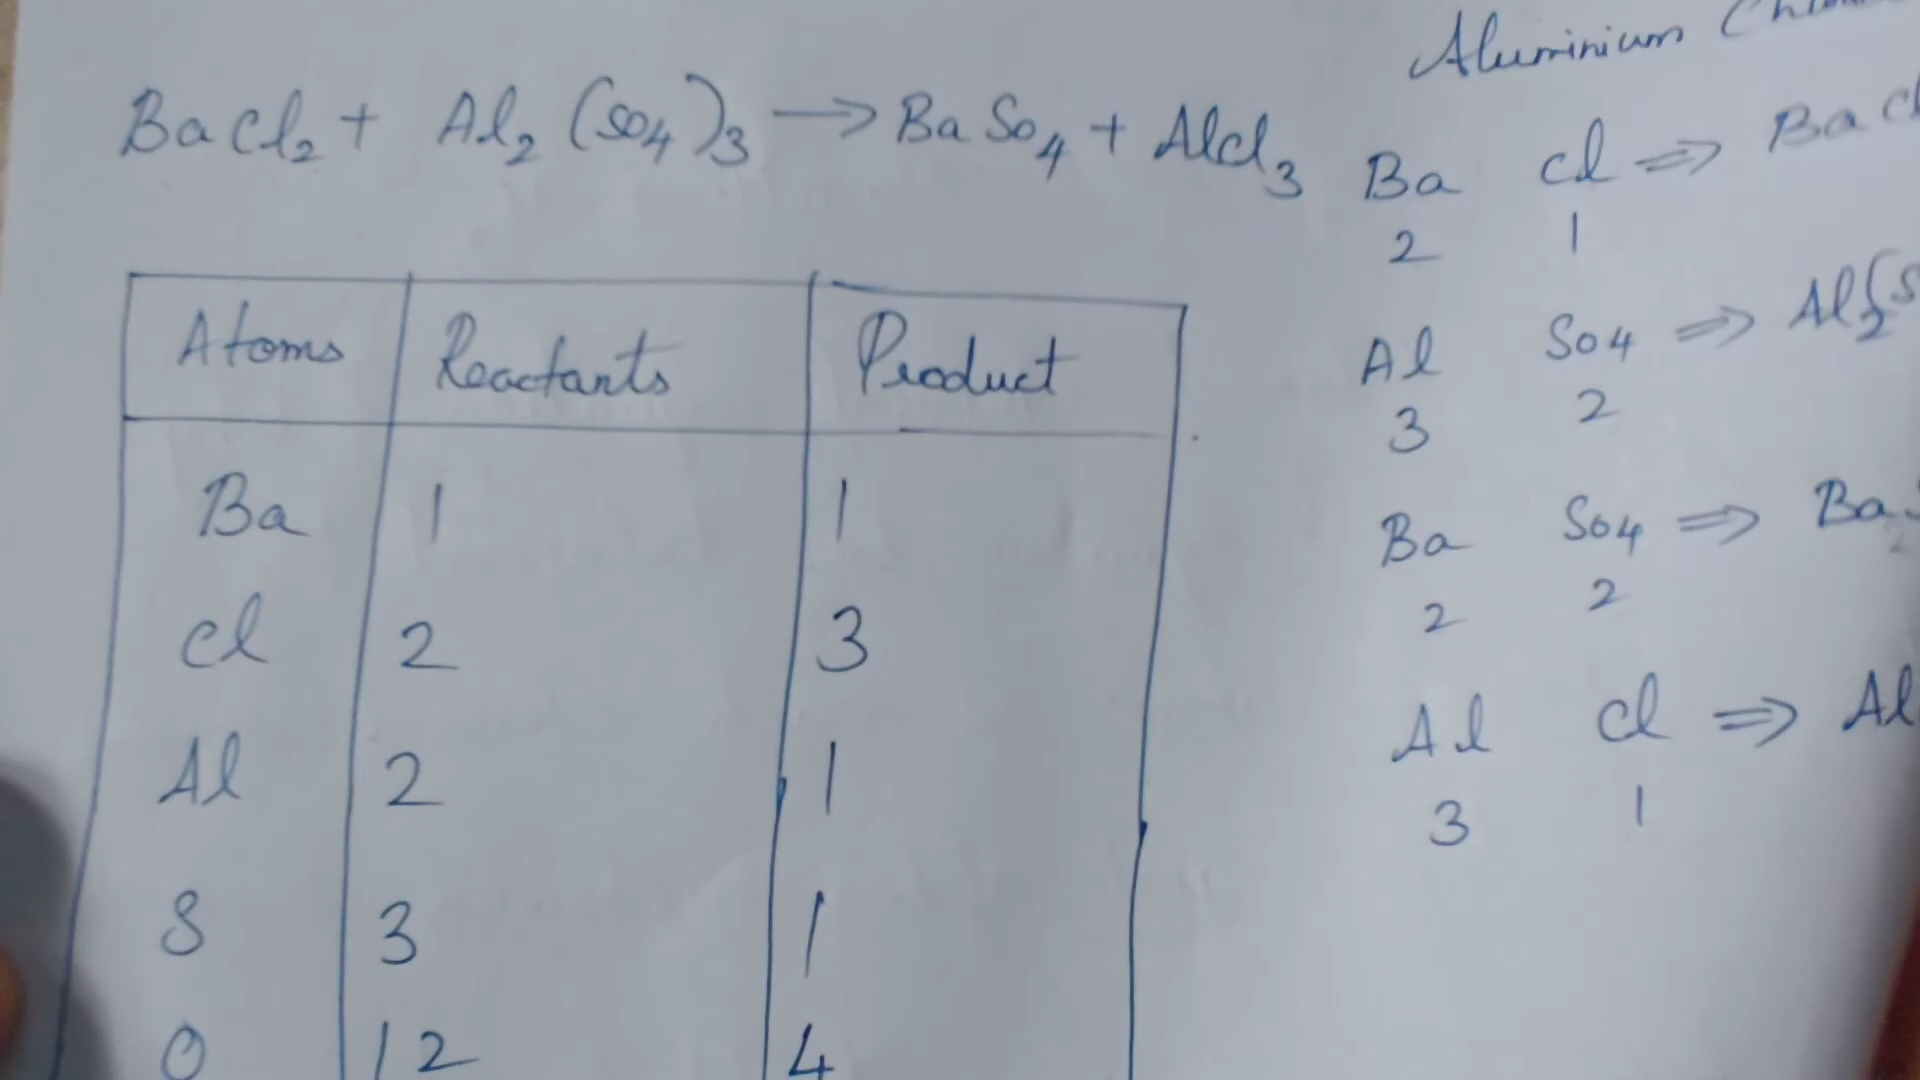 BaCl₂ + Al₂(SO₄)₃ → BaSO₄ + AlCl₃
Atoms Reactants Product
Ba 1 1
Cl 2 3
Al 2 1
S 3 1
O 12 4
Aluminium
Ba Cl ⇒ BaCl
2 1
Al SO₄ ⇒ Al₂(S
3 2
Ba SO₄ ⇒ Ba
2 2
Al Cl ⇒ Al
3 1